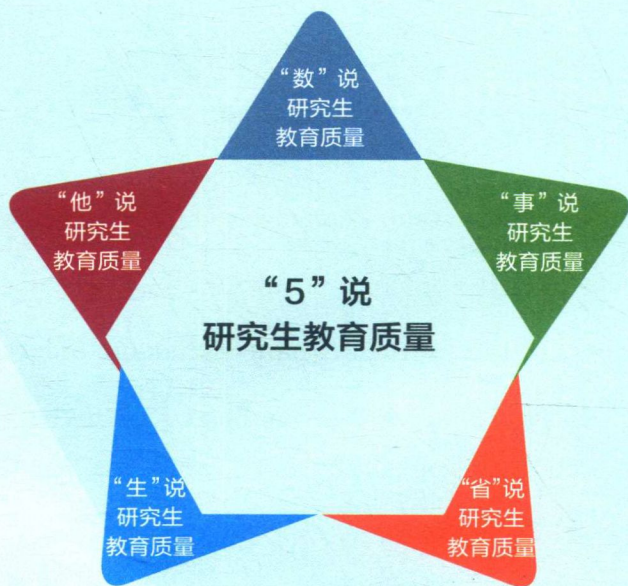 “数”说
研究生
教育质量
“他”说
研究生
教育质量
“事”说
研究生
教育质量
“5”说
研究生教育质量
“生”说
研究生
教育质量
“省”说
研究生
教育质量